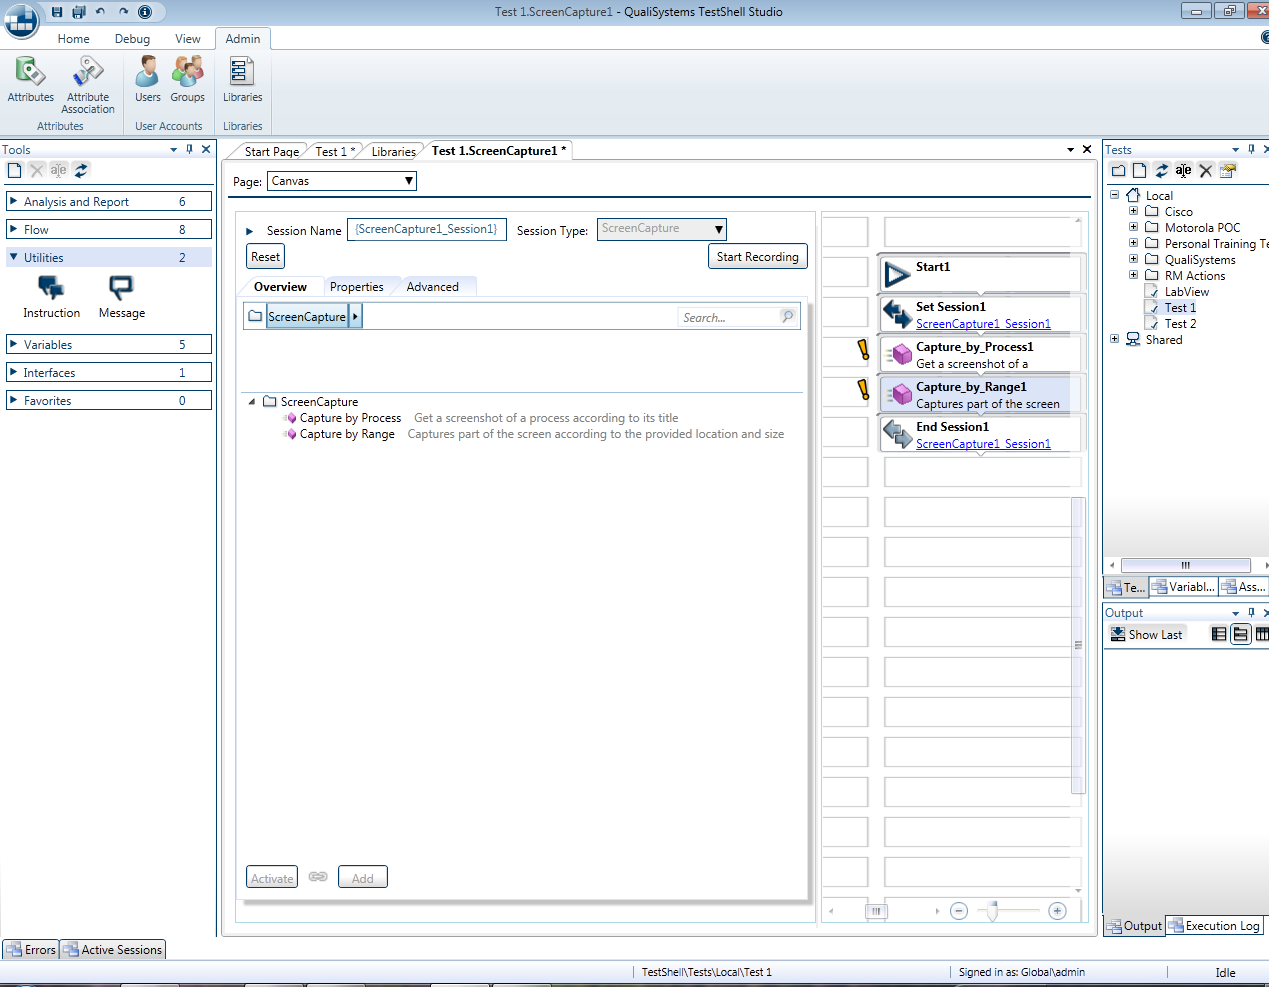 Test 1.ScreenCapture1 - QualiSystems TestShell Studio
Home Debug View Admin
Attributes Attribute Association Users Groups Libraries
Attributes User Accounts Libraries
Tools
Analysis and Report 6
Flow 8
Utilities 2
Instruction Message
Variables 5
Interfaces 1
Favorites 0
Start Page Test 1 * Libraries Test 1.ScreenCapture1 *
Page: Canvas
Session Name {ScreenCapture1_Session1} Session Type: ScreenCapture
Reset Start Recording
Overview Properties Advanced
ScreenCapture Search...
ScreenCapture
Capture by Process Get a screenshot of a process according to its title
Capture by Range Captures part of the screen according to the provided location and size
Activate Add
Start1
Set Session1
ScreenCapture1_Session1
Capture_by_Process1
Get a screenshot of a
Capture_by_Range1
Captures part of the screen
End Session1
ScreenCapture1_Session1
Tests
abe
Local
Cisco
Motorola POC
Personal Training Te
QualiSystems
RM Actions
LabView
Test 1
Test 2
Shared
Te... Variabl... Ass...
Output
Show Last
Output Execution Log
Errors Active Sessions
TestShell\Tests\Local\Test 1 Signed in as: Global\admin Idle